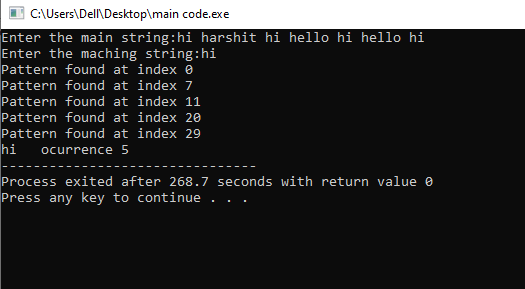 C:\Users\Dell\Desktop\main code.exe
Enter the main string:hi harshit hi hello hi hello hi
Enter the maching string:hi
Pattern found at index 0
Pattern found at index 7
Pattern found at index 11
Pattern found at index 20
Pattern found at index 29
hi   ocurrence 5
--------------------------------
Process exited after 268.7 seconds with return value 0
Press any key to continue . . .